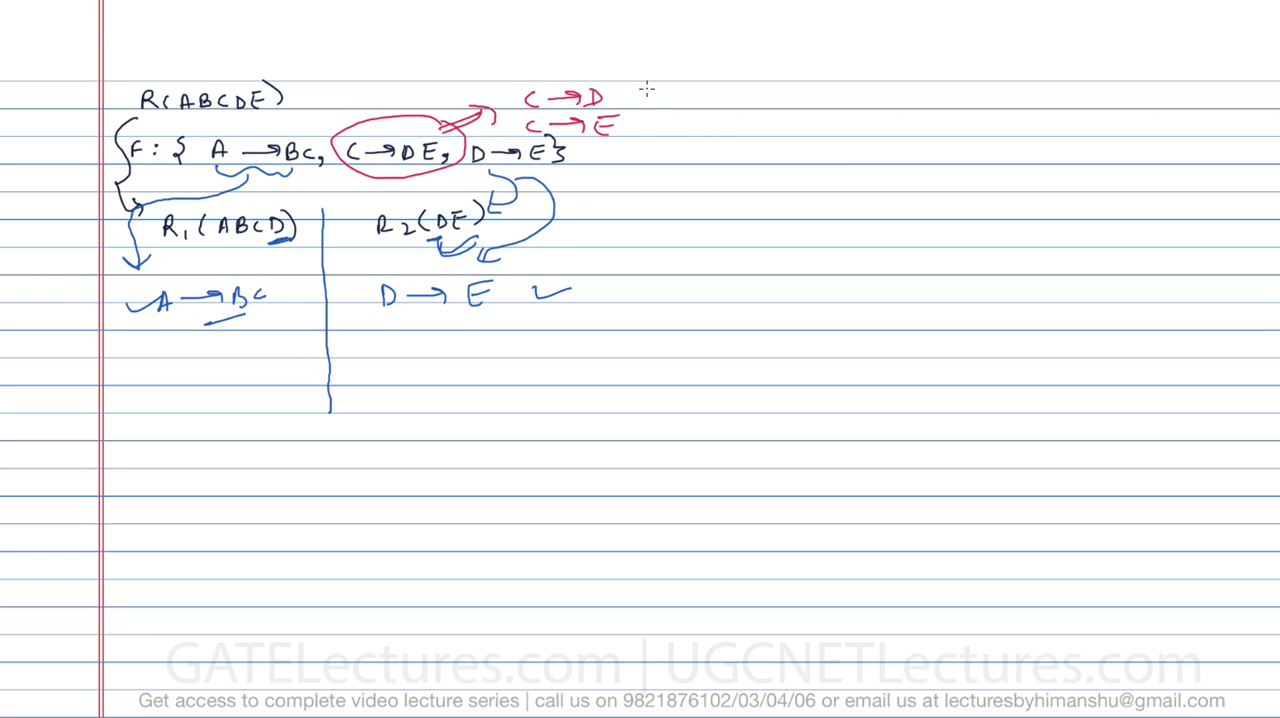 R(ABCDE)
C → D
C → E
F : { A → BC, C → DE, D → E }
R1 (ABCD)
R2 (DE)
A → BC
D → E
GATELectures.com | UGCNETLectures.com
Get access to complete video lecture series | call us on 9821876102/03/04/06 or email us at lecturesbyhimanshu@gmail.com